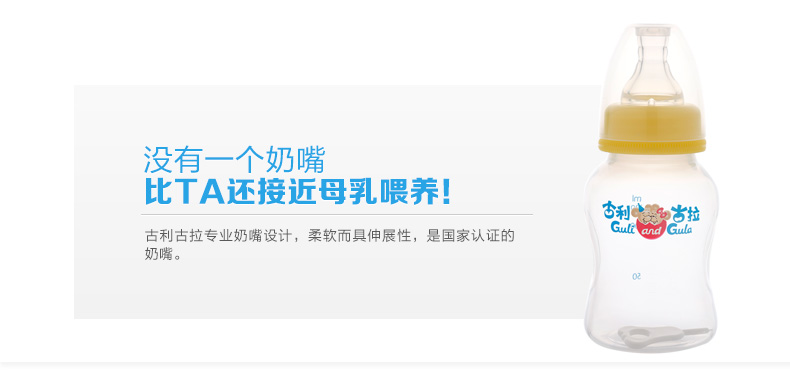 没有一个奶嘴
比TA还接近母乳喂养!
古利古拉专业奶嘴设计，柔软而具伸展性，是国家认证的
奶嘴。
古利 古拉
Guli and Gula
50